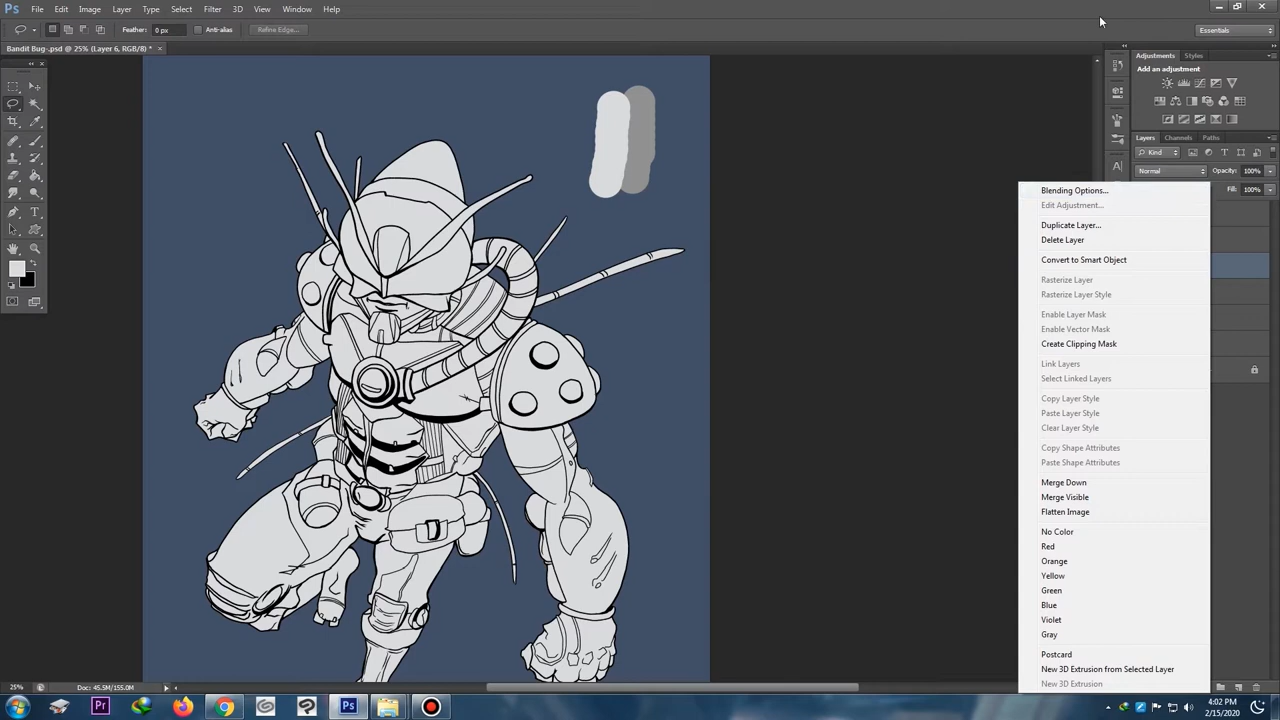 Ps File Edit Image Layer Type Select Filter 3D View Window Help
Feather: 0 px Anti-alias Refine Edge... Essentials
Bandit Bug-.psd @ 25% (Layer 6, RGB/8) * ×
Adjustments Styles
Add an adjustment
Layers Channels Paths
Kind
Normal Opacity: 100%
Fill: 100%
Blending Options...
Edit Adjustment...
Duplicate Layer...
Delete Layer
Convert to Smart Object
Rasterize Layer
Rasterize Layer Style
Enable Layer Mask
Enable Vector Mask
Create Clipping Mask
Link Layers
Select Linked Layers
Copy Layer Style
Paste Layer Style
Clear Layer Style
Copy Shape Attributes
Paste Shape Attributes
Merge Down
Merge Visible
Flatten Image
No Color
Red
Orange
Yellow
Green
Blue
Violet
Gray
Postcard
New 3D Extrusion from Selected Layer
New 3D Extrusion
25% Doc: 45.5M/155.0M
Pr Ps 4:02 PM
2/15/2020